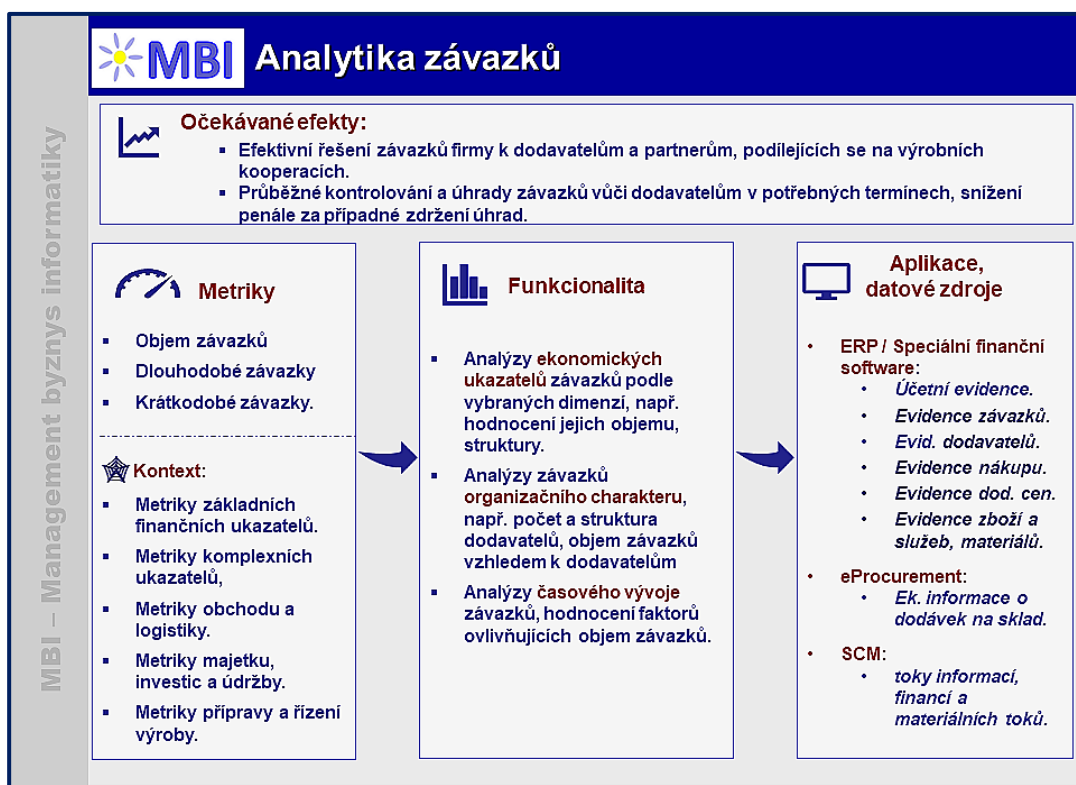 MBI – Management byznys informatiky
MBI Analytika závazků
Očekávané efekty:
▪ Efektivní řešení závazků firmy k dodavatelům a partnerům, podílejících se na výrobních
kooperacích.
▪ Průběžné kontrolování a úhrady závazků vůči dodavatelům v potřebných termínech, snížení
penále za případné zdržení úhrad.
Metriky
▪ Objem závazků
▪ Dlouhodobé závazky
▪ Krátkodobé závazky.
Kontext:
▪ Metriky základních
finančních ukazatelů.
▪ Metriky komplexních
ukazatelů,
▪ Metriky obchodu a
logistiky.
▪ Metriky majetku,
investic a údržby.
▪ Metriky přípravy a řízení
výroby.
Funkcionalita
▪ Analýzy ekonomických
ukazatelů závazků podle
vybraných dimenzí, např.
hodnocení jejich objemu,
struktury.
▪ Analýzy závazků
organizačního charakteru,
např. počet a struktura
dodavatelů, objem závazků
vzhledem k dodavatelům
▪ Analýzy časového vývoje
závazků, hodnocení faktorů
ovlivňujících objem závazků.
Aplikace,
datové zdroje
• ERP / Speciální finanční
software:
• Účetní evidence.
• Evidence závazků.
• Evid. dodavatelů.
• Evidence nákupu.
• Evidence dod. cen.
• Evidence zboží a
služeb, materiálů.
• eProcurement:
• Ek. informace o
dodávek na sklad.
• SCM:
• toky informací,
financí a
materiálních toků.